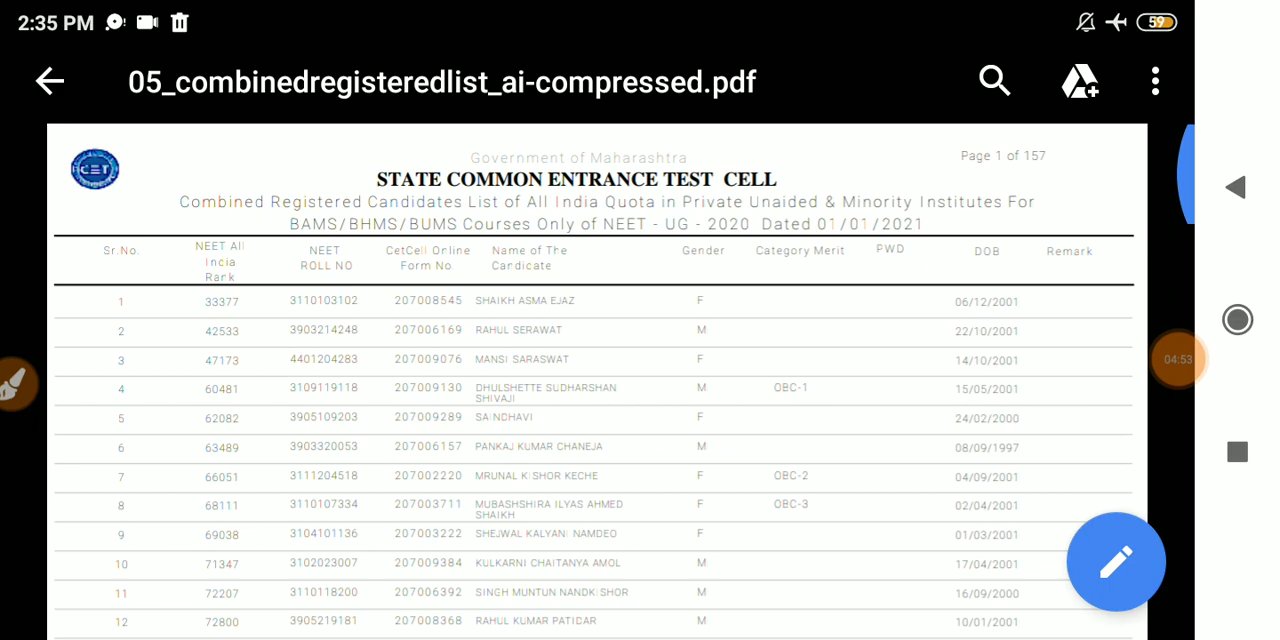 2:35 PM
59
05_combinedregisteredlist_ai-compressed.pdf
CET
Government of Maharashtra
Page 1 of 157
STATE COMMON ENTRANCE TEST CELL
Combined Registered Candidates List of All India Quota in Private Unaided & Minority Institutes For
BAMS/BHMS/BUMS Courses Only of NEET - UG - 2020 Dated 01/01/2021
Sr.No. NEET All India Rank NEET ROLL NO CetCell Online Form No Name of The Candidate Gender Category Merit PWD DOB Remark
1 33377 3110103102 207008545 SHAIKH ASMA EJAZ F 06/12/2001
2 42533 3903214248 207006169 RAHUL SERAWAT M 22/10/2001
3 47173 4401204283 207009076 MANSI SARASWAT F 14/10/2001
4 60481 3109119118 207009130 DHULSHETTE SUDHARSHAN SHIVAJI M OBC-1 15/05/2001
5 62082 3905109203 207009289 SAINDHAVI F 24/02/2000
6 63489 3903320053 207006157 PANKAJ KUMAR CHANEJA M 08/09/1997
7 66051 3111204518 207002220 MRUNAL KISHOR KECHE F OBC-2 04/09/2001
8 68111 3110107334 207003711 MUBASHSHIRA ILYAS AHMED SHAIKH F OBC-3 02/04/2001
9 69038 3104101136 207003222 SHEJWAL KALYANI NAMDEO F 01/03/2001
10 71347 3102023007 207009384 KULKARNI CHAITANYA AMOL M 17/04/2001
11 72207 3110118200 207006392 SINGH MUNTUN NANDKISHOR M 16/09/2000
12 72800 3905219181 207008368 RAHUL KUMAR PATIDAR M 10/01/2001
04:53